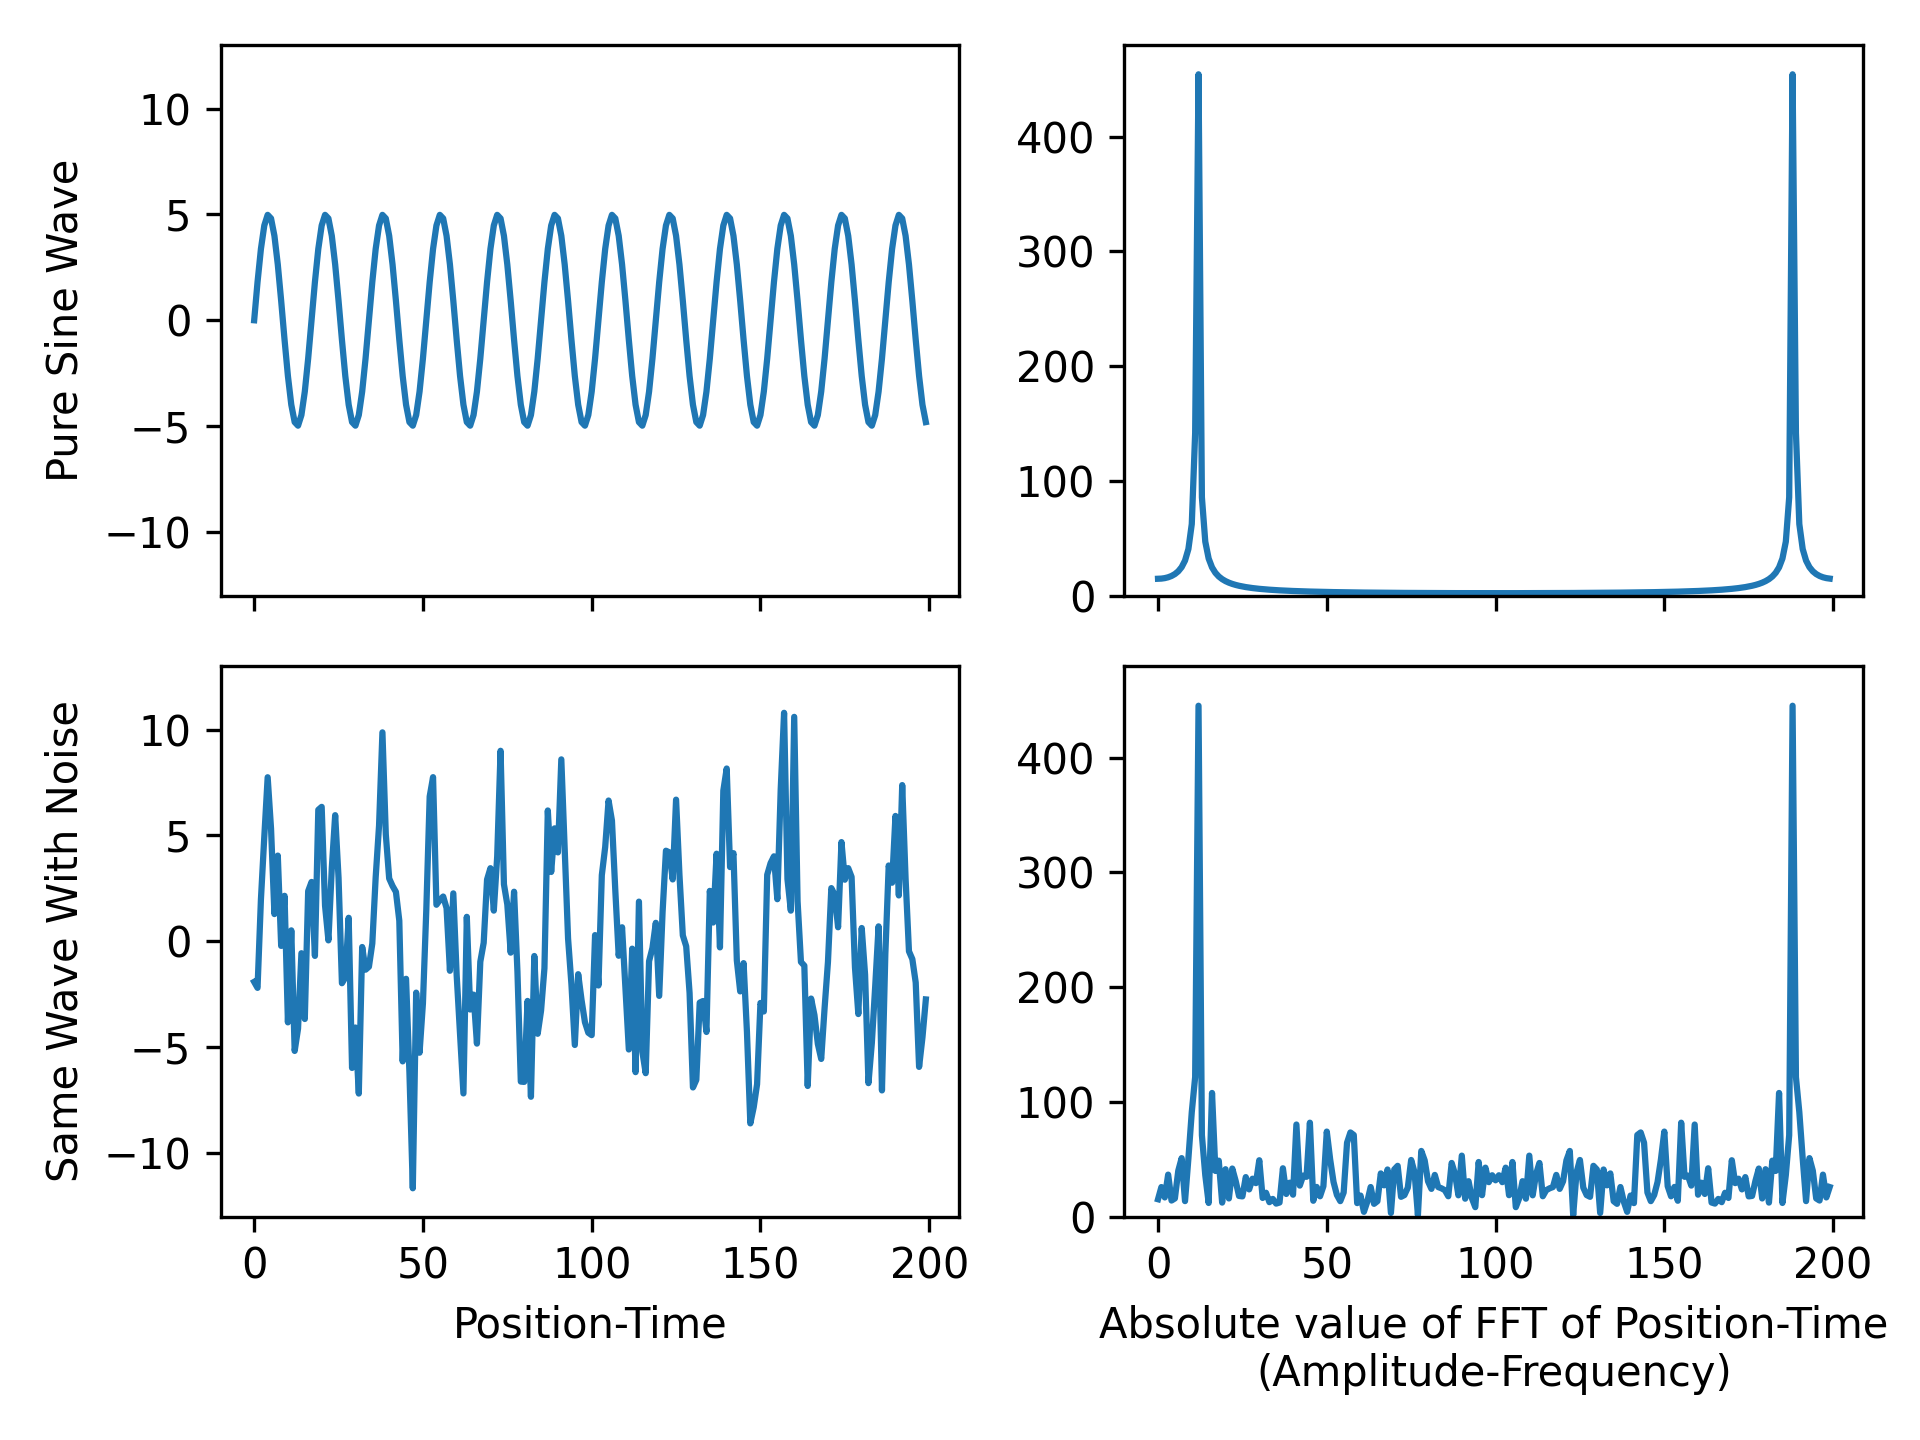 Pure Sine Wave
10
5
0
−5
−10
400
300
200
100
0
Same Wave With Noise
10
5
0
−5
−10
0 50 100 150 200
Position-Time
400
300
200
100
0
0 50 100 150 200
Absolute value of FFT of Position-Time
(Amplitude-Frequency)